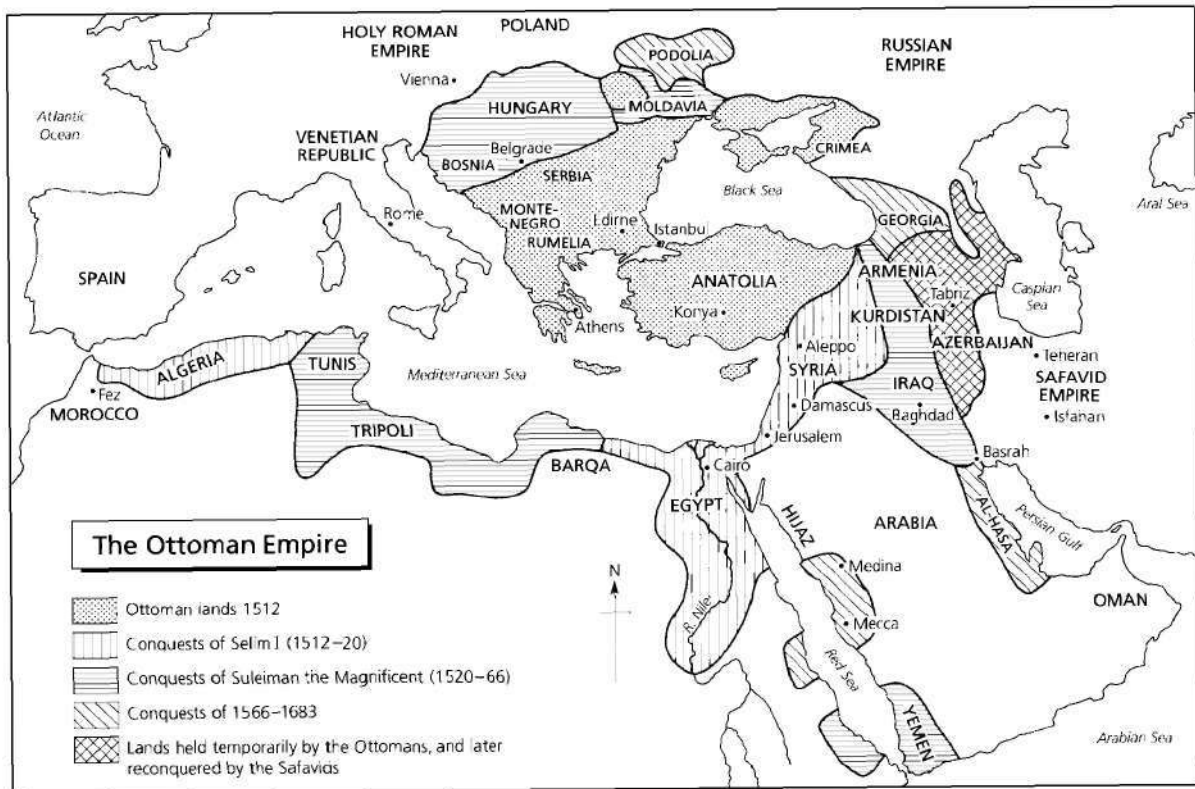 HOLY ROMAN
EMPIRE
POLAND
RUSSIAN
EMPIRE
PODOLIA
Vienna
Atlantic
Ocean
HUNGARY
MOLDAVIA
VENETIAN
REPUBLIC
CRIMEA
Belgrade
BOSNIA
SERBIA
Black Sea
Aral Sea
MONTE-
NEGRO
Rome
Edirne
Istanbul
GEORGIA
RUMELIA
SPAIN
ANATOLIA
ARMENIA
Caspian
Sea
Tabriz
Konya
KURDISTAN
Athens
AZERBAIJAN
Aleppo
Teheran
ALGERIA
TUNIS
Mediterranean Sea
SYRIA
SAFAVID
EMPIRE
IRAQ
Fez
MOROCCO
Damascus
Baghdad
Isfahan
TRIPOLI
Jerusalem
BARQA
Cairo
Basrah
EGYPT
HIJAZ
ARABIA
AL-HASA
Persian Gulf
The Ottoman Empire
N
Medina
OMAN
R. Nile
Mecca
Red Sea
YEMEN
Arabian Sea
Ottoman lands 1512
Conquests of Selim I (1512–20)
Conquests of Suleiman the Magnificent (1520–66)
Conquests of 1566–1683
Lands held temporarily by the Ottomans, and later
reconquered by the Safavids